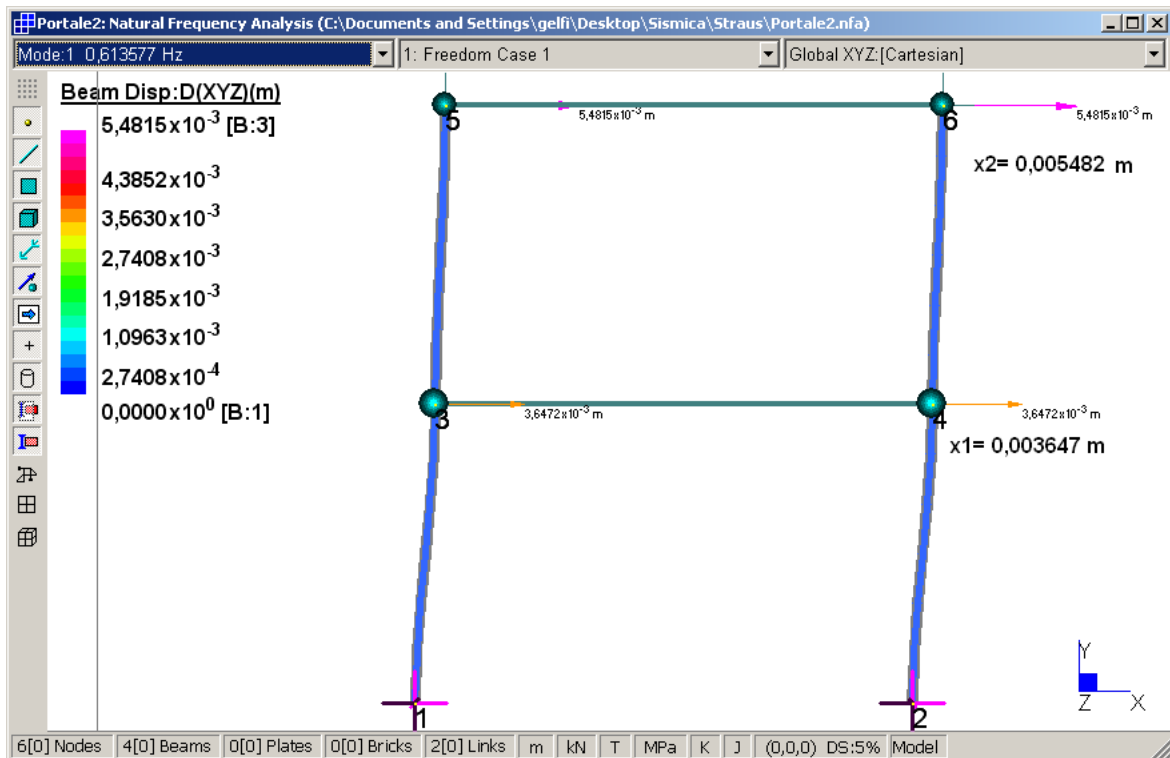 Portale2: Natural Frequency Analysis (C:\Documents and Settings\gelfi\Desktop\Sismica\Straus\Portale2.nfa)
Mode:1 0,613577 Hz
1: Freedom Case 1
Global XYZ:[Cartesian]
Beam Disp:D(XYZ)(m)
5,4815x10⁻³ [B:3]
4,3852x10⁻³
3,5630x10⁻³
2,7408x10⁻³
1,9185x10⁻³
1,0963x10⁻³
2,7408x10⁻⁴
0,0000x10⁰ [B:1]
5
5,4815x10⁻³ m
6
5,4815x10⁻³ m
x2= 0,005482 m
3
3,6472x10⁻³ m
4
3,6472x10⁻³ m
x1= 0,003647 m
1
2
Y
Z
X
6[0] Nodes 4[0] Beams 0[0] Plates 0[0] Bricks 2[0] Links m kN T MPa K J (0,0,0) DS:5% Model